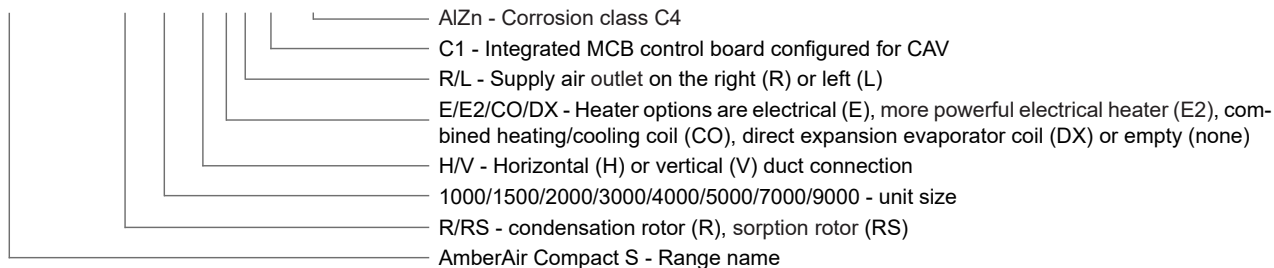 AlZn - Corrosion class C4
C1 - Integrated MCB control board configured for CAV
R/L - Supply air outlet on the right (R) or left (L)
E/E2/CO/DX - Heater options are electrical (E), more powerful electrical heater (E2), com-
bined heating/cooling coil (CO), direct expansion evaporator coil (DX) or empty (none)
H/V - Horizontal (H) or vertical (V) duct connection
1000/1500/2000/3000/4000/5000/7000/9000 - unit size
R/RS - condensation rotor (R), sorption rotor (RS)
AmberAir Compact S - Range name